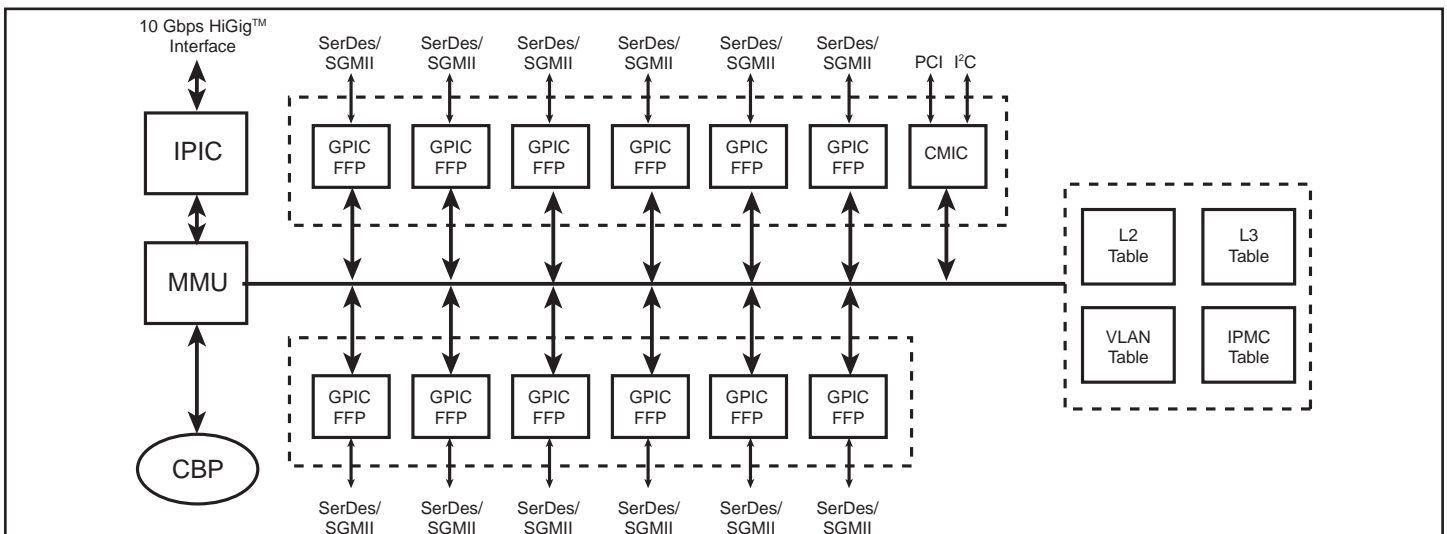 10 Gbps HiGig™
Interface
SerDes/
SGMII
SerDes/
SGMII
SerDes/
SGMII
SerDes/
SGMII
SerDes/
SGMII
SerDes/
SGMII
PCI I²C
IPIC
GPIC
FFP
GPIC
FFP
GPIC
FFP
GPIC
FFP
GPIC
FFP
GPIC
FFP
CMIC
L2
Table
L3
Table
MMU
VLAN
Table
IPMC
Table
GPIC
FFP
GPIC
FFP
GPIC
FFP
GPIC
FFP
GPIC
FFP
GPIC
FFP
CBP
SerDes/
SGMII
SerDes/
SGMII
SerDes/
SGMII
SerDes/
SGMII
SerDes/
SGMII
SerDes/
SGMII